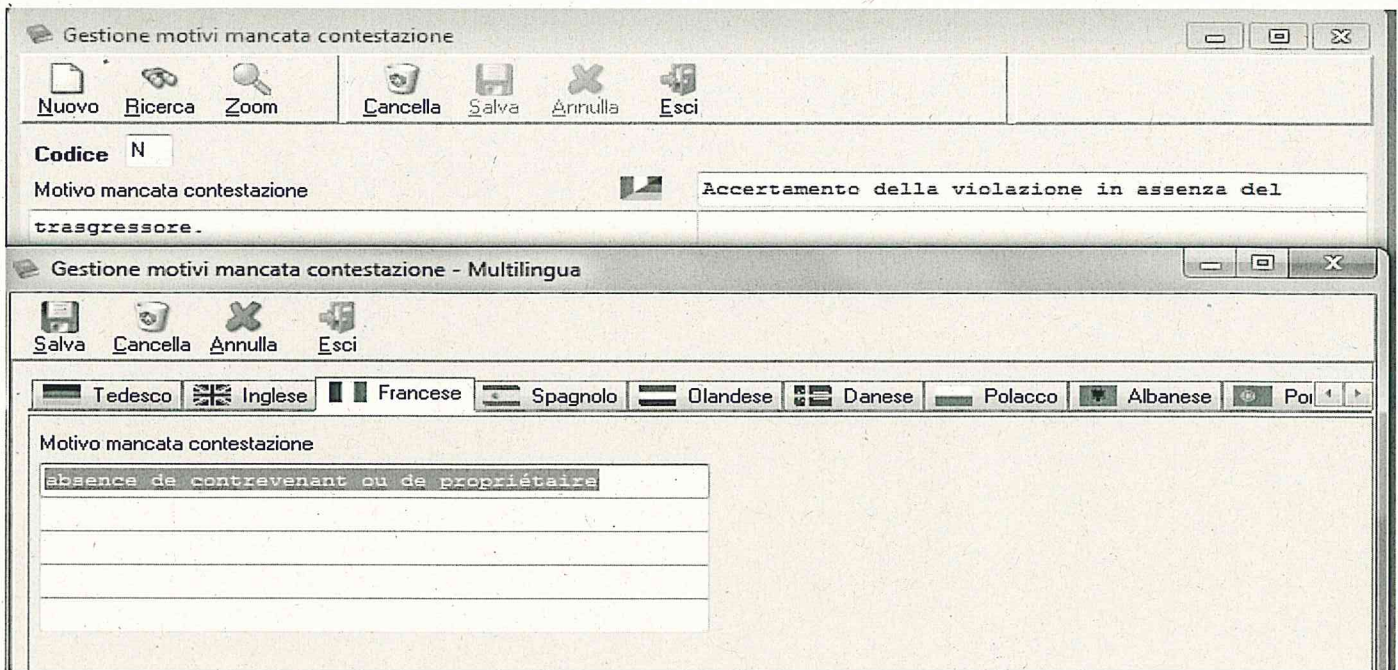 Gestione motivi mancata contestazione
Nuovo Ricerca Zoom Cancella Salva Annulla Esci
Codice N
Motivo mancata contestazione Accertamento della violazione in assenza del
trasgressore.
Gestione motivi mancata contestazione - Multilingua
Salva Cancella Annulla Esci
Tedesco Inglese Francese Spagnolo Olandese Danese Polacco Albanese
Motivo mancata contestazione
absence de contrevenant ou de propriétaire